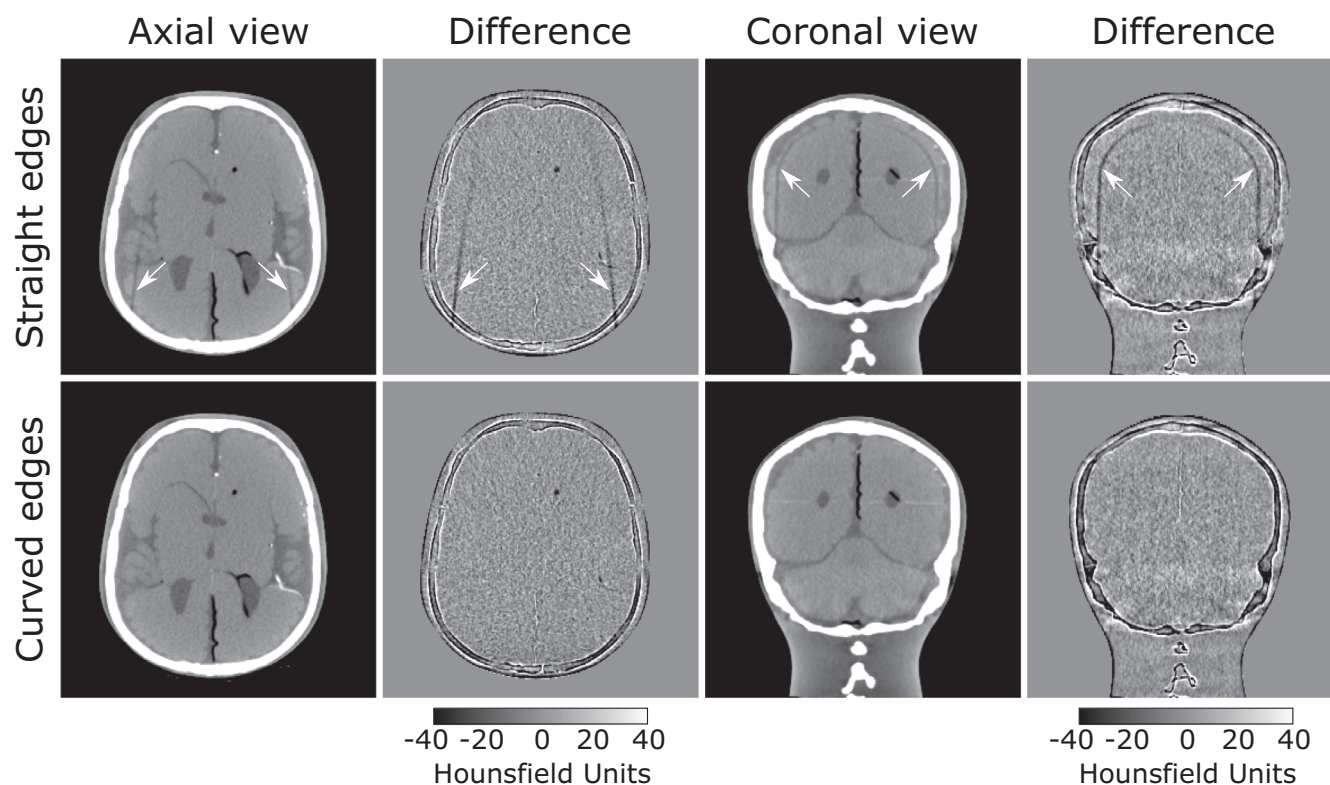 Axial view Difference Coronal view Difference
Straight edges
Curved edges
-40 -20 0 20 40 -40 -20 0 20 40
Hounsfield Units Hounsfield Units